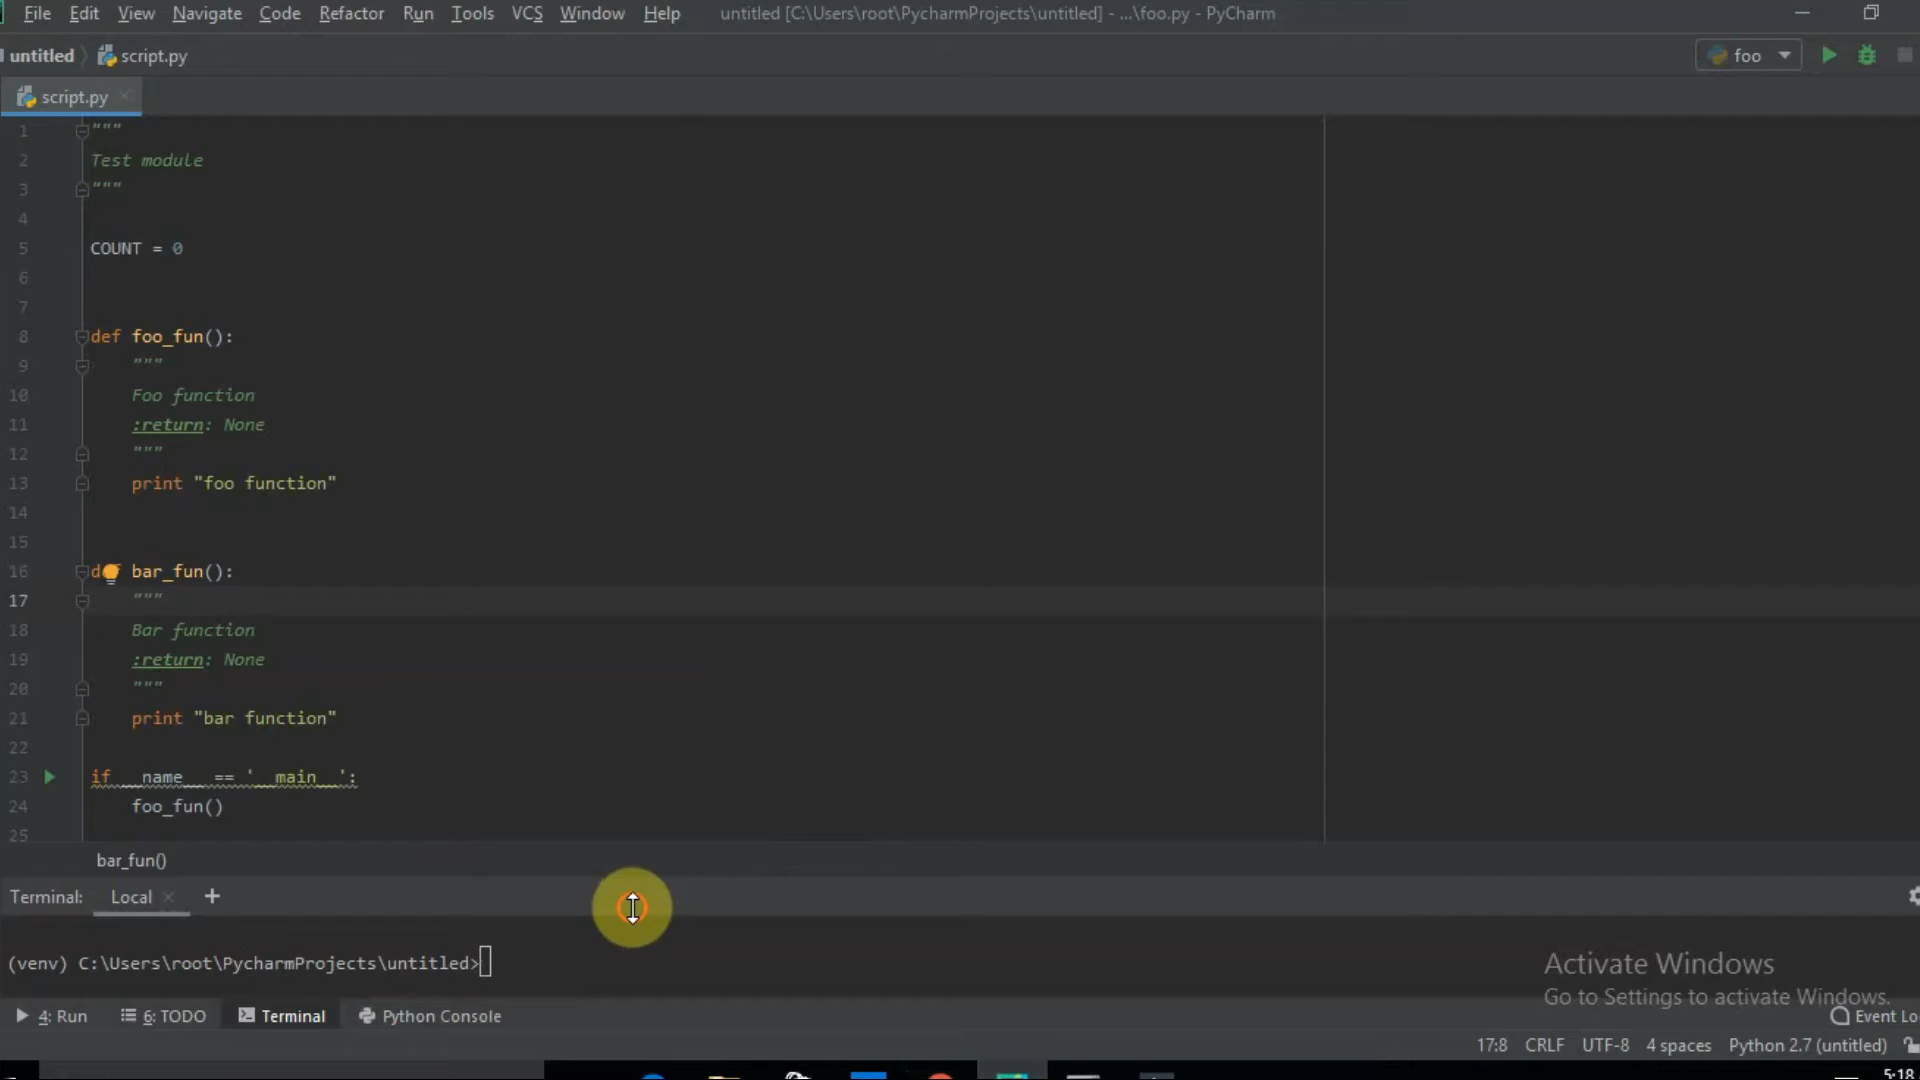 File Edit View Navigate Code Refactor Run Tools VCS Window Help untitled [C:\Users\root\PycharmProjects\untitled] - ...\foo.py - PyCharm
untitled script.py foo
script.py
1 """
2 Test module
3 """
4
5 COUNT = 0
6
7
8 def foo_fun():
9 """
10 Foo function
11 :return: None
12 """
13 print "foo function"
14
15
16 bar_fun():
17 """
18 Bar function
19 :return: None
20 """
21 print "bar function"
22
23 if __name__ == '__main__':
24 foo_fun()
25
bar_fun()
Terminal: Local +
(venv) C:\Users\root\PycharmProjects\untitled>
Activate Windows
Go to Settings to activate Windows.
4: Run 6: TODO Terminal Python Console Event Lo
17:8 CRLF UTF-8 4 spaces Python 2.7 (untitled)
5:18